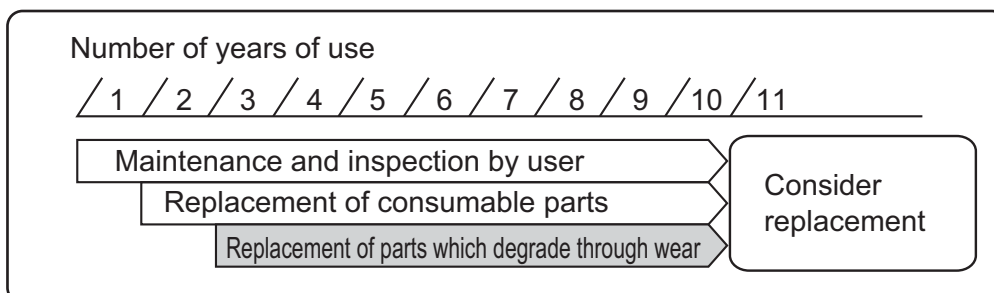 Number of years of use
1 2 3 4 5 6 7 8 9 10 11
Maintenance and inspection by user
Replacement of consumable parts
Replacement of parts which degrade through wear
Consider
replacement